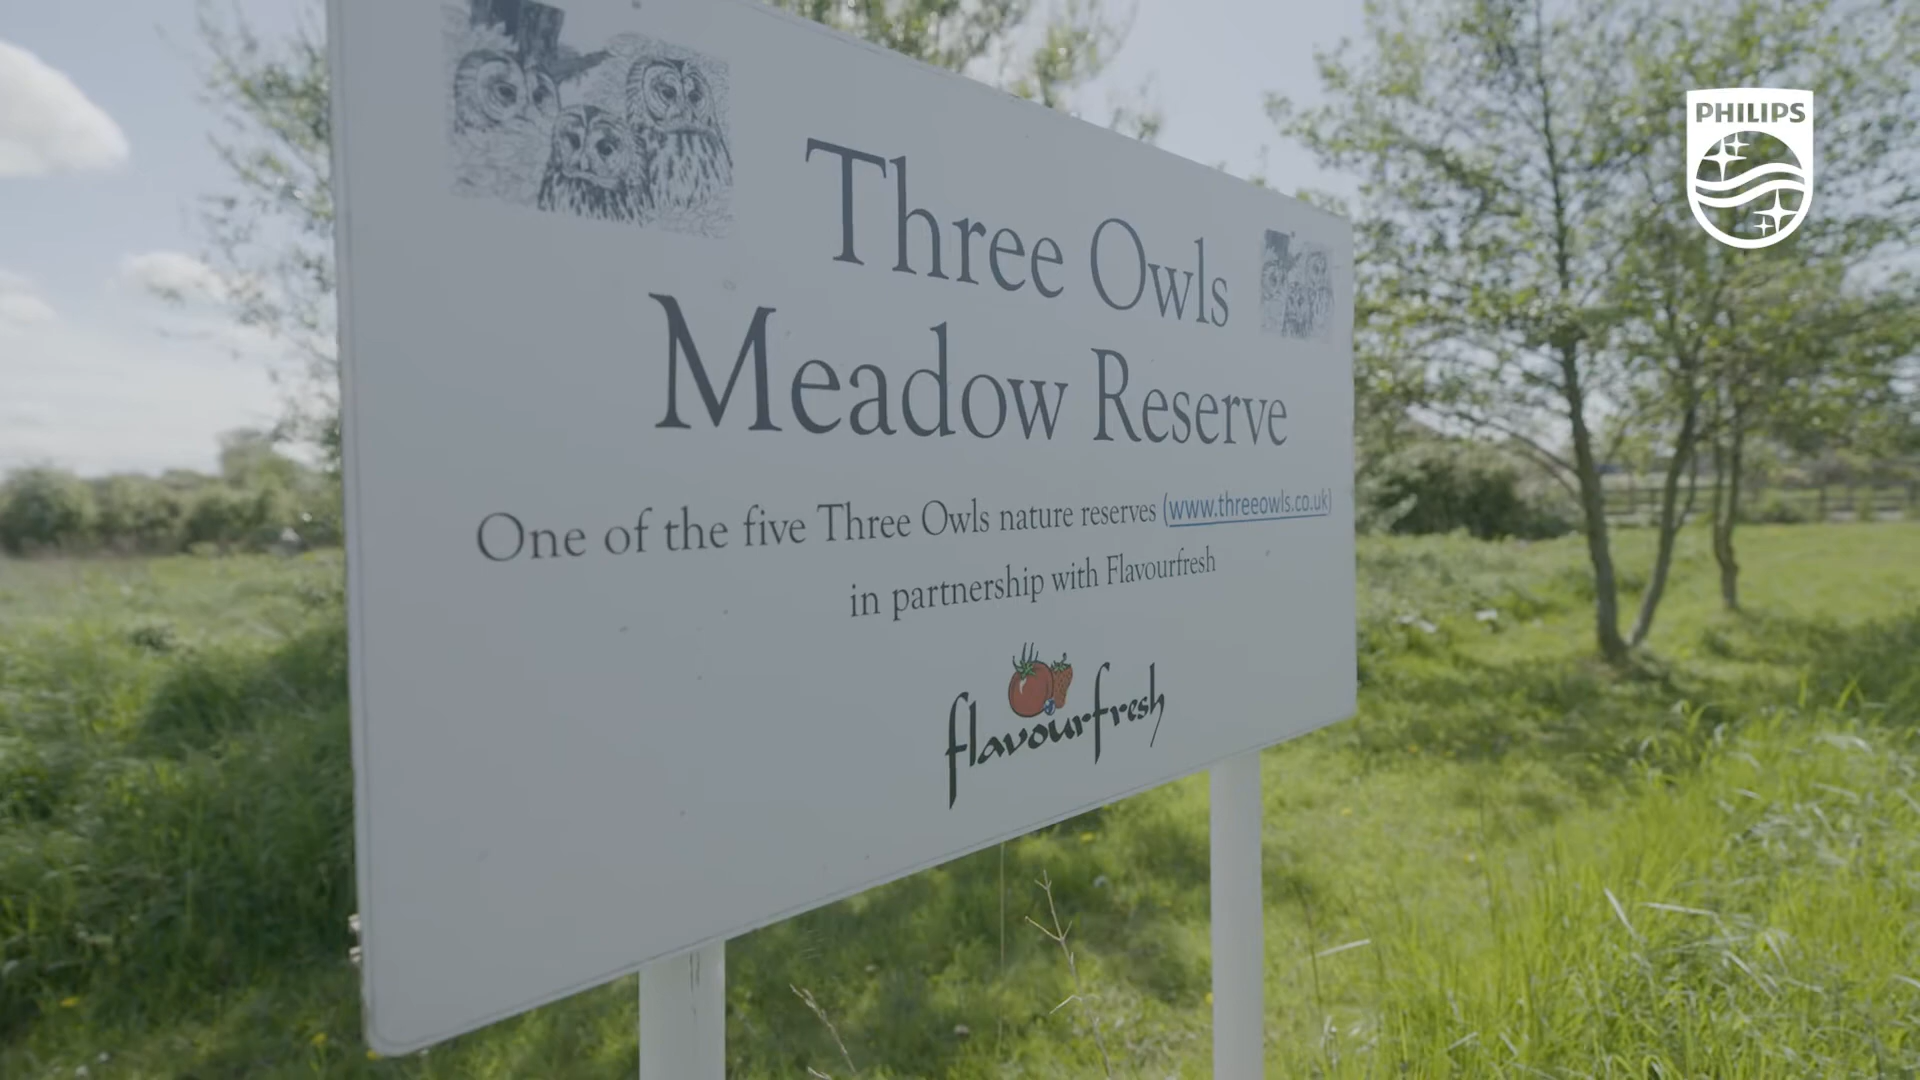 PHILIPS
Three Owls
Meadow Reserve
One of the five Three Owls nature reserves (www.threeowls.co.uk)
in partnership with Flavourfresh
flavourfresh